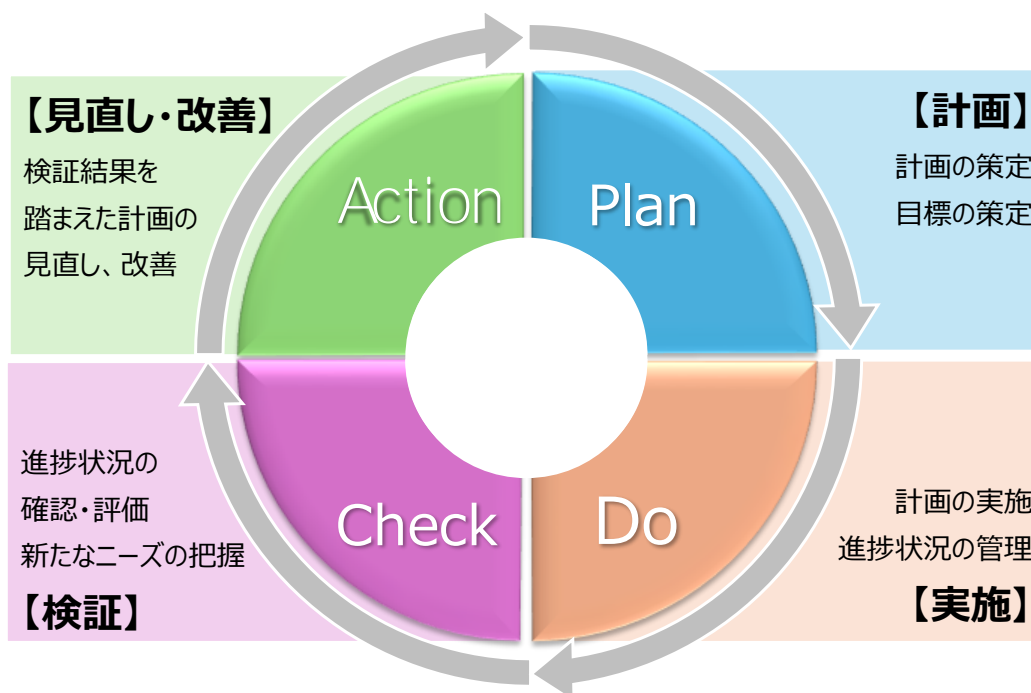 【見直し・改善】
検証結果を
踏まえた計画の
見直し、改善
Action
Plan
【計画】
計画の策定
目標の策定
進捗状況の
確認・評価
新たなニーズの把握
【検証】
Check
Do
計画の実施
進捗状況の管理
【実施】